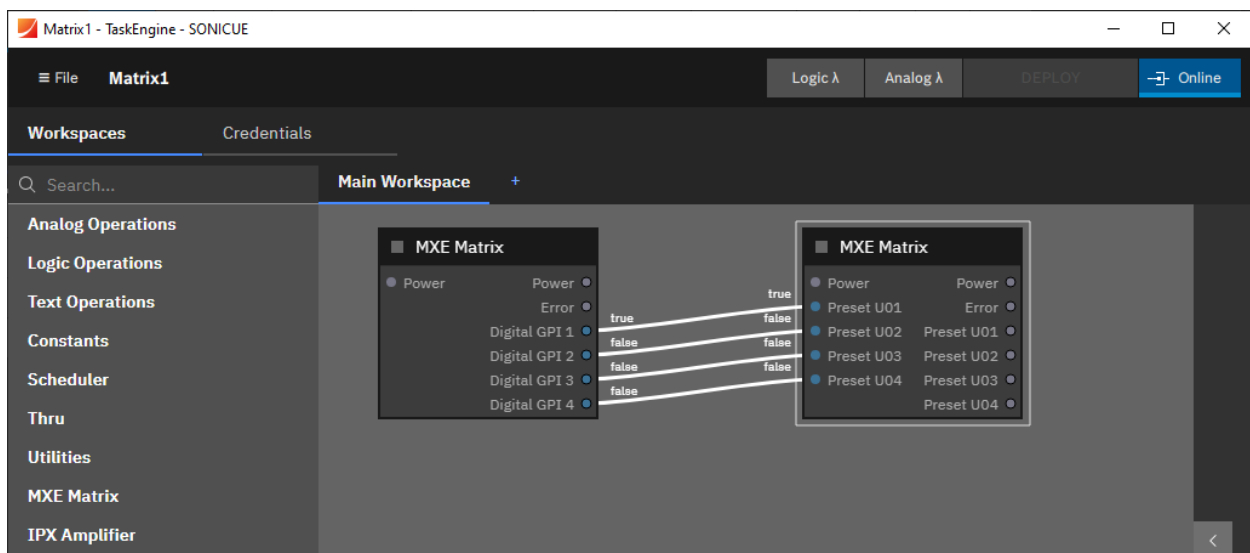 Matrix1 - TaskEngine - SONICUE
≡ File Matrix1 Logic λ Analog λ DEPLOY Online
Workspaces Credentials
Search... Main Workspace +
Analog Operations
Logic Operations
Text Operations
Constants
Scheduler
Thru
Utilities
MXE Matrix
IPX Amplifier
MXE Matrix
Power Power
Error
Digital GPI 1 true
Digital GPI 2 false
Digital GPI 3 false
Digital GPI 4 false
MXE Matrix
Power Power
true Preset U01 Error
false Preset U02 Preset U01
false Preset U03 Preset U02
false Preset U04 Preset U03
Preset U04